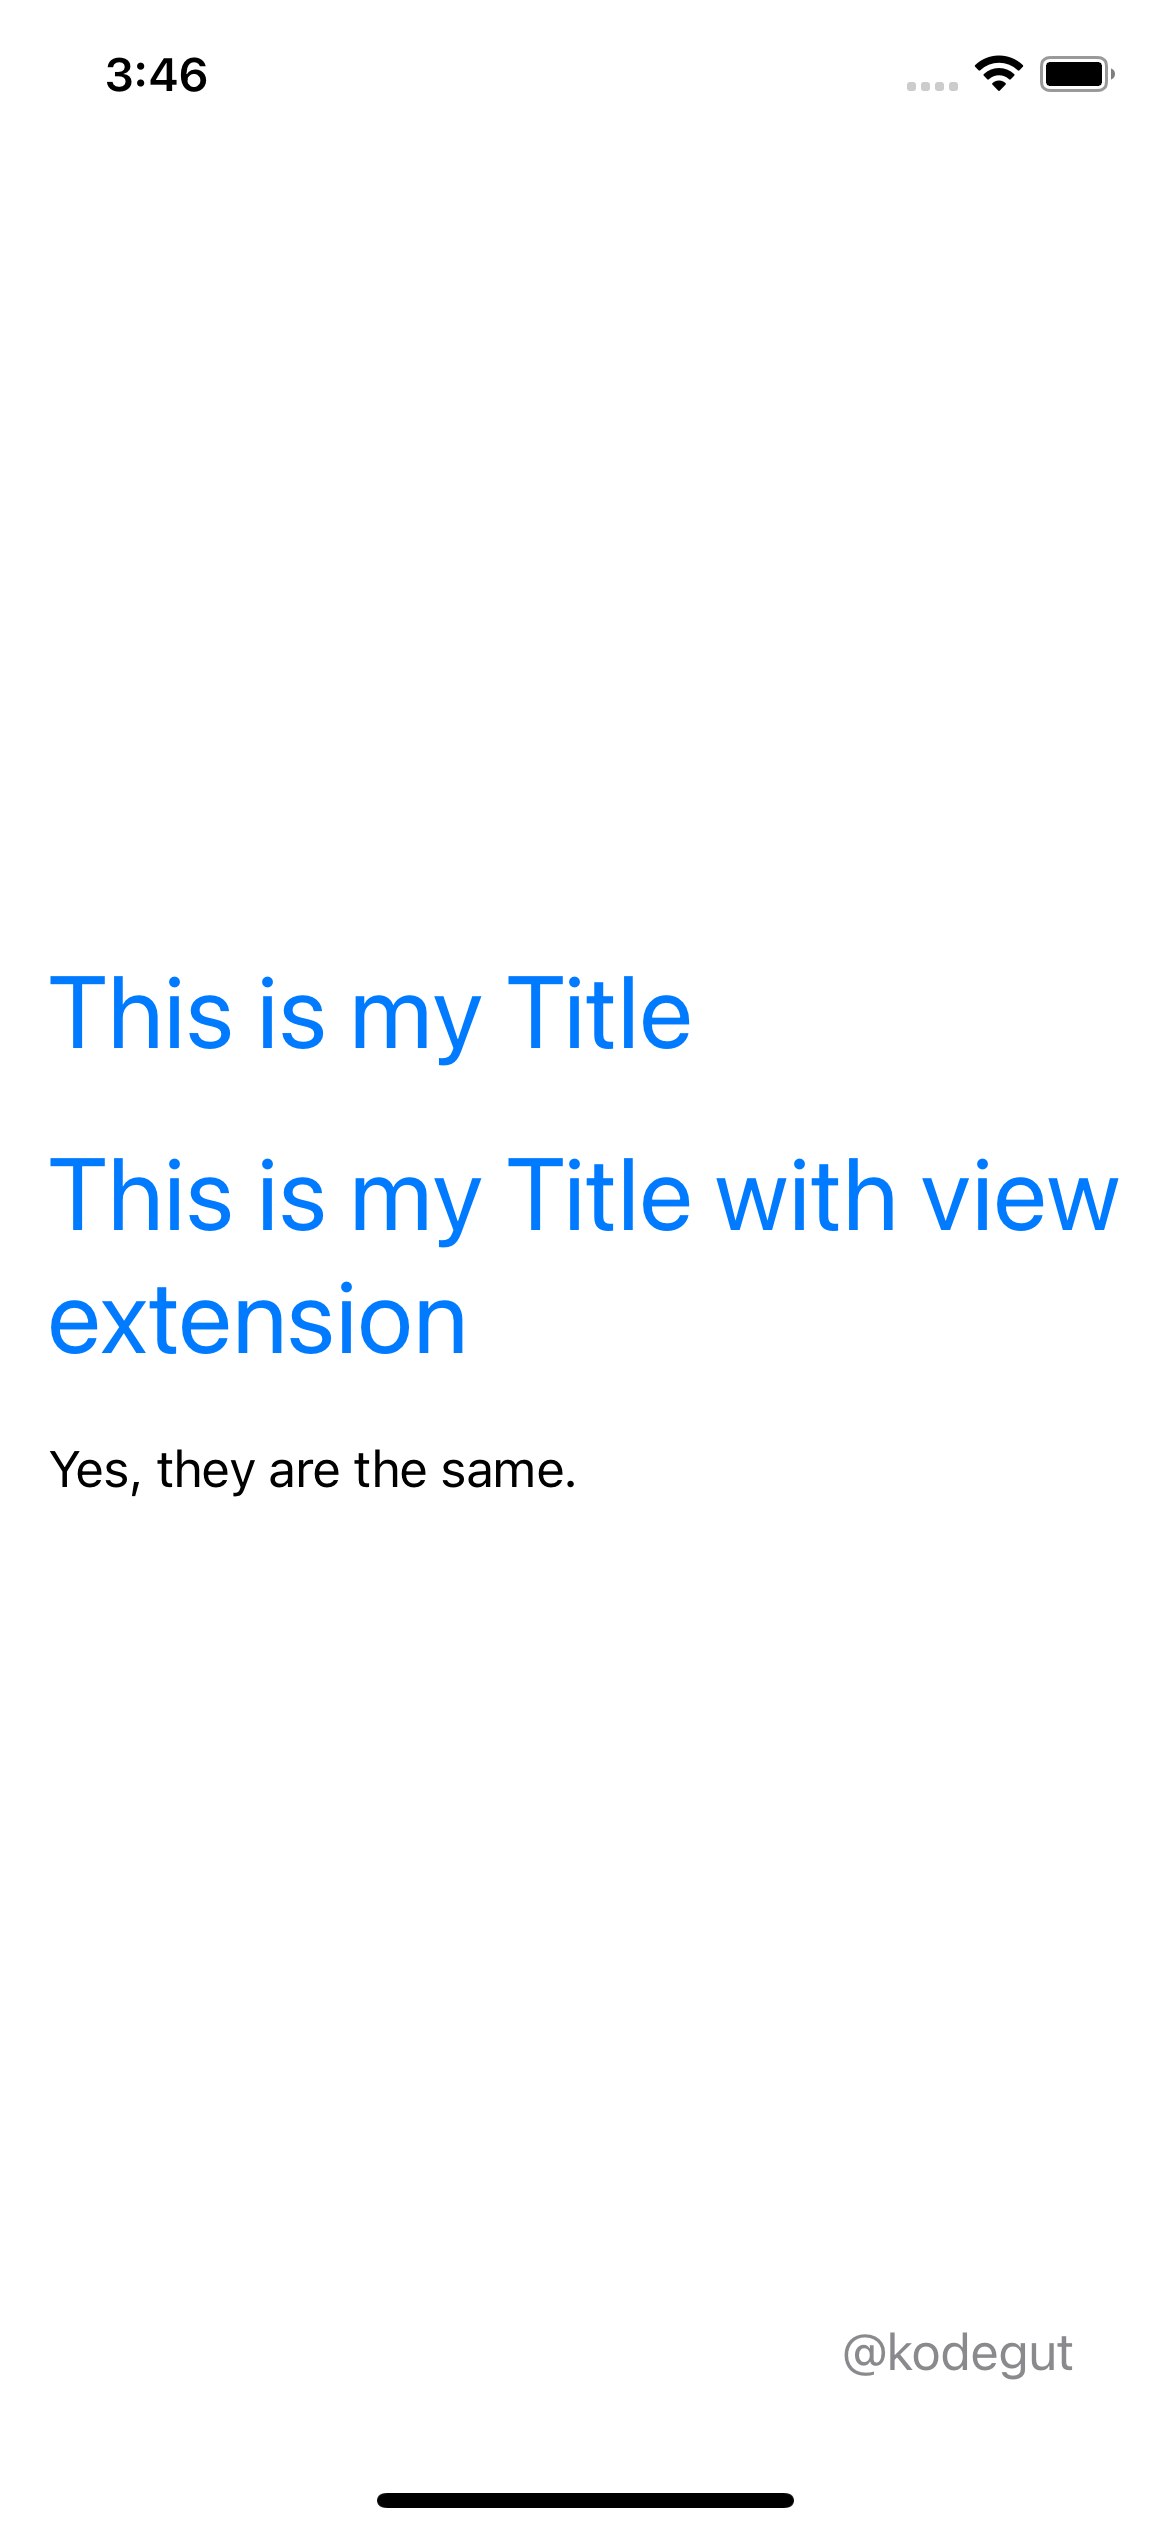 3:46
This is my Title
This is my Title with view
extension
Yes, they are the same.
@kodegut